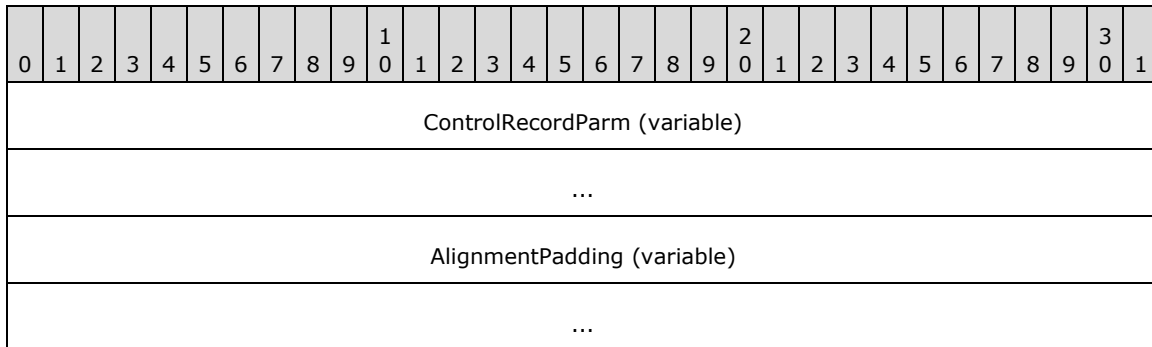 1 2 3
0 1 2 3 4 5 6 7 8 9 0 1 2 3 4 5 6 7 8 9 0 1 2 3 4 5 6 7 8 9 0 1
ControlRecordParm (variable)
...
AlignmentPadding (variable)
...